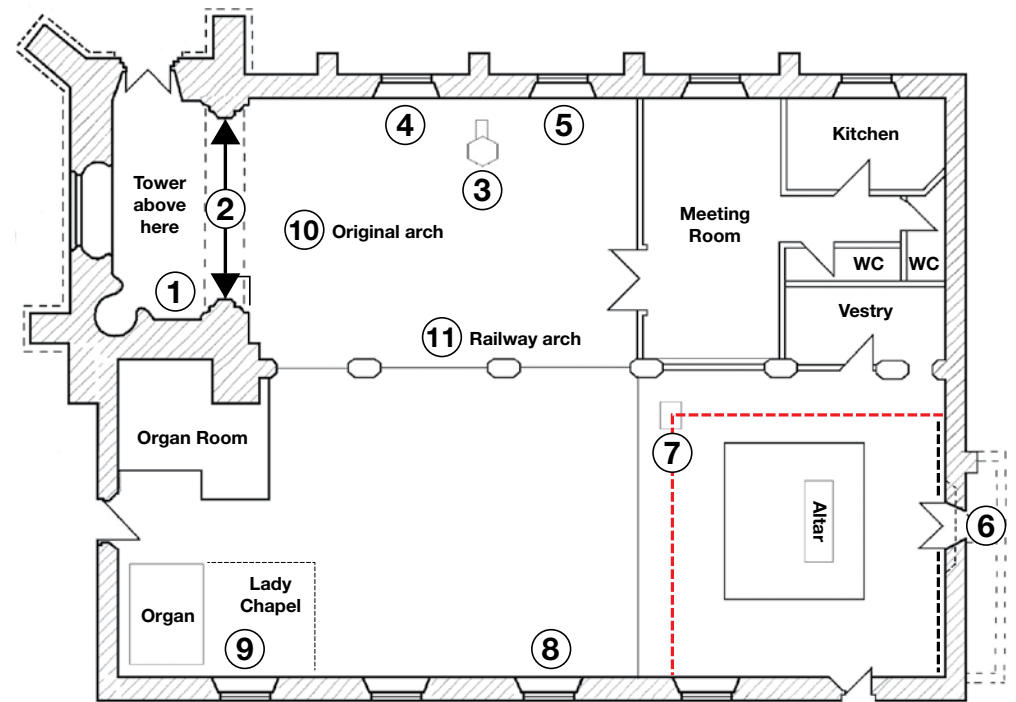 4
5
Kitchen
3
Tower
above
here
2
10 Original arch
Meeting
Room
WC
WC
1
Vestry
11 Railway arch
Organ Room
7
Altar
6
Lady
Chapel
Organ
9
8